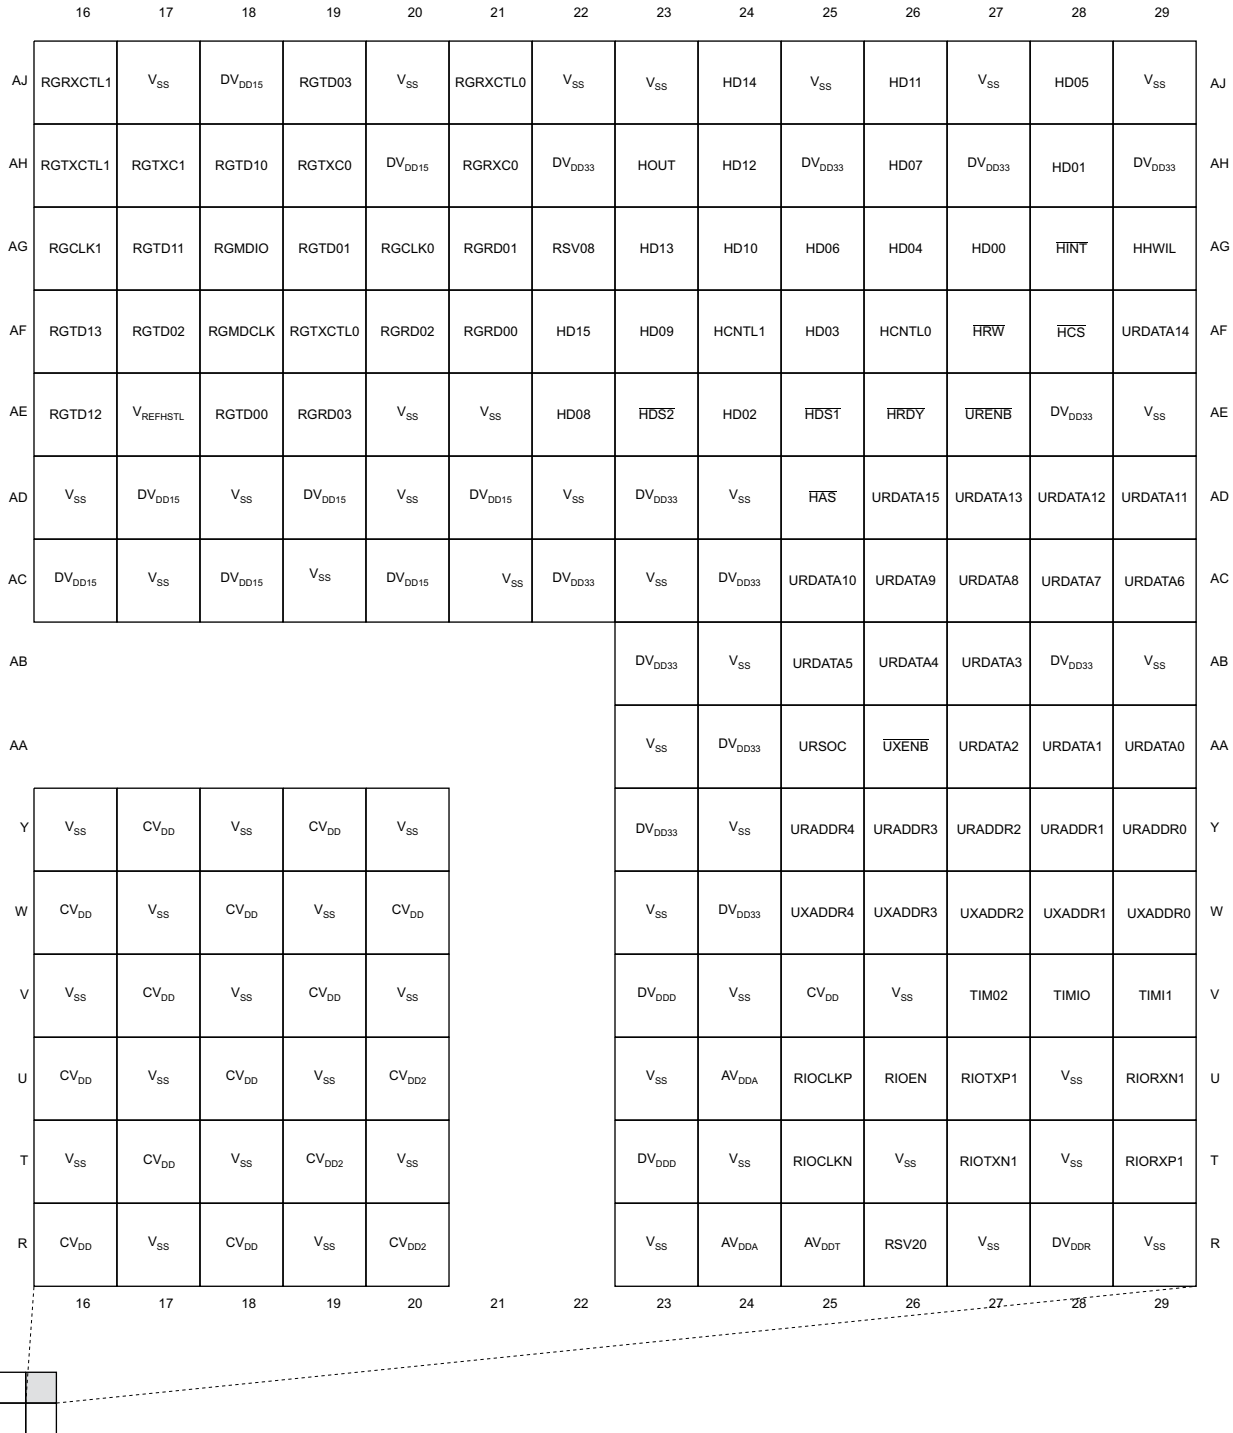 16 17 18 19 20 21 22 23 24 25 26 27 28 29
AJ RGRXCTL1 VSS DVDD15 RGTD03 VSS RGRXCTL0 VSS VSS HD14 VSS HD11 VSS HD05 VSS AJ
AH RGTXCTL1 RGTXC1 RGTD10 RGTXC0 DVDD15 RGRXC0 DVDD33 HOUT HD12 DVDD33 HD07 DVDD33 HD01 DVDD33 AH
AG RGCLK1 RGTD11 RGMDIO RGTD01 RGCLK0 RGRD01 RSV08 HD13 HD10 HD06 HD04 HD00 HINT HHWIL AG
AF RGTD13 RGTD02 RGMDCLK RGTXCTL0 RGRD02 RGRD00 HD15 HD09 HCNTL1 HD03 HCNTL0 HRW HCS URDATA14 AF
AE RGTD12 VREFHSTL RGTD00 RGRD03 VSS VSS HD08 HDS2 HD02 HDS1 HRDY URENB DVDD33 VSS AE
AD VSS DVDD15 VSS DVDD15 VSS DVDD15 VSS DVDD33 VSS HAS URDATA15 URDATA13 URDATA12 URDATA11 AD
AC DVDD15 VSS DVDD15 VSS DVDD15 VSS DVDD33 VSS DVDD33 URDATA10 URDATA9 URDATA8 URDATA7 URDATA6 AC
AB DVDD33 VSS URDATA5 URDATA4 URDATA3 DVDD33 VSS AB
AA VSS DVDD33 URSOC UXENB URDATA2 URDATA1 URDATA0 AA
Y VSS CVDD VSS CVDD VSS DVDD33 VSS URADDR4 URADDR3 URADDR2 URADDR1 URADDR0 Y
W CVDD VSS CVDD VSS CVDD VSS DVDD33 UXADDR4 UXADDR3 UXADDR2 UXADDR1 UXADDR0 W
V VSS CVDD VSS CVDD VSS DVDDD VSS CVDD VSS TIM02 TIMIO TIMI1 V
U CVDD VSS CVDD VSS CVDD2 VSS AVDDA RIOCLKP RIOEN RIOTXP1 VSS RIORXN1 U
T VSS CVDD VSS CVDD2 VSS DVDDD VSS RIOCLKN VSS RIOTXN1 VSS RIORXP1 T
R CVDD VSS CVDD VSS CVDD2 VSS AVDDA AVDDT RSV20 VSS DVDDR VSS R
16 17 18 19 20 21 22 23 24 25 26 27 28 29